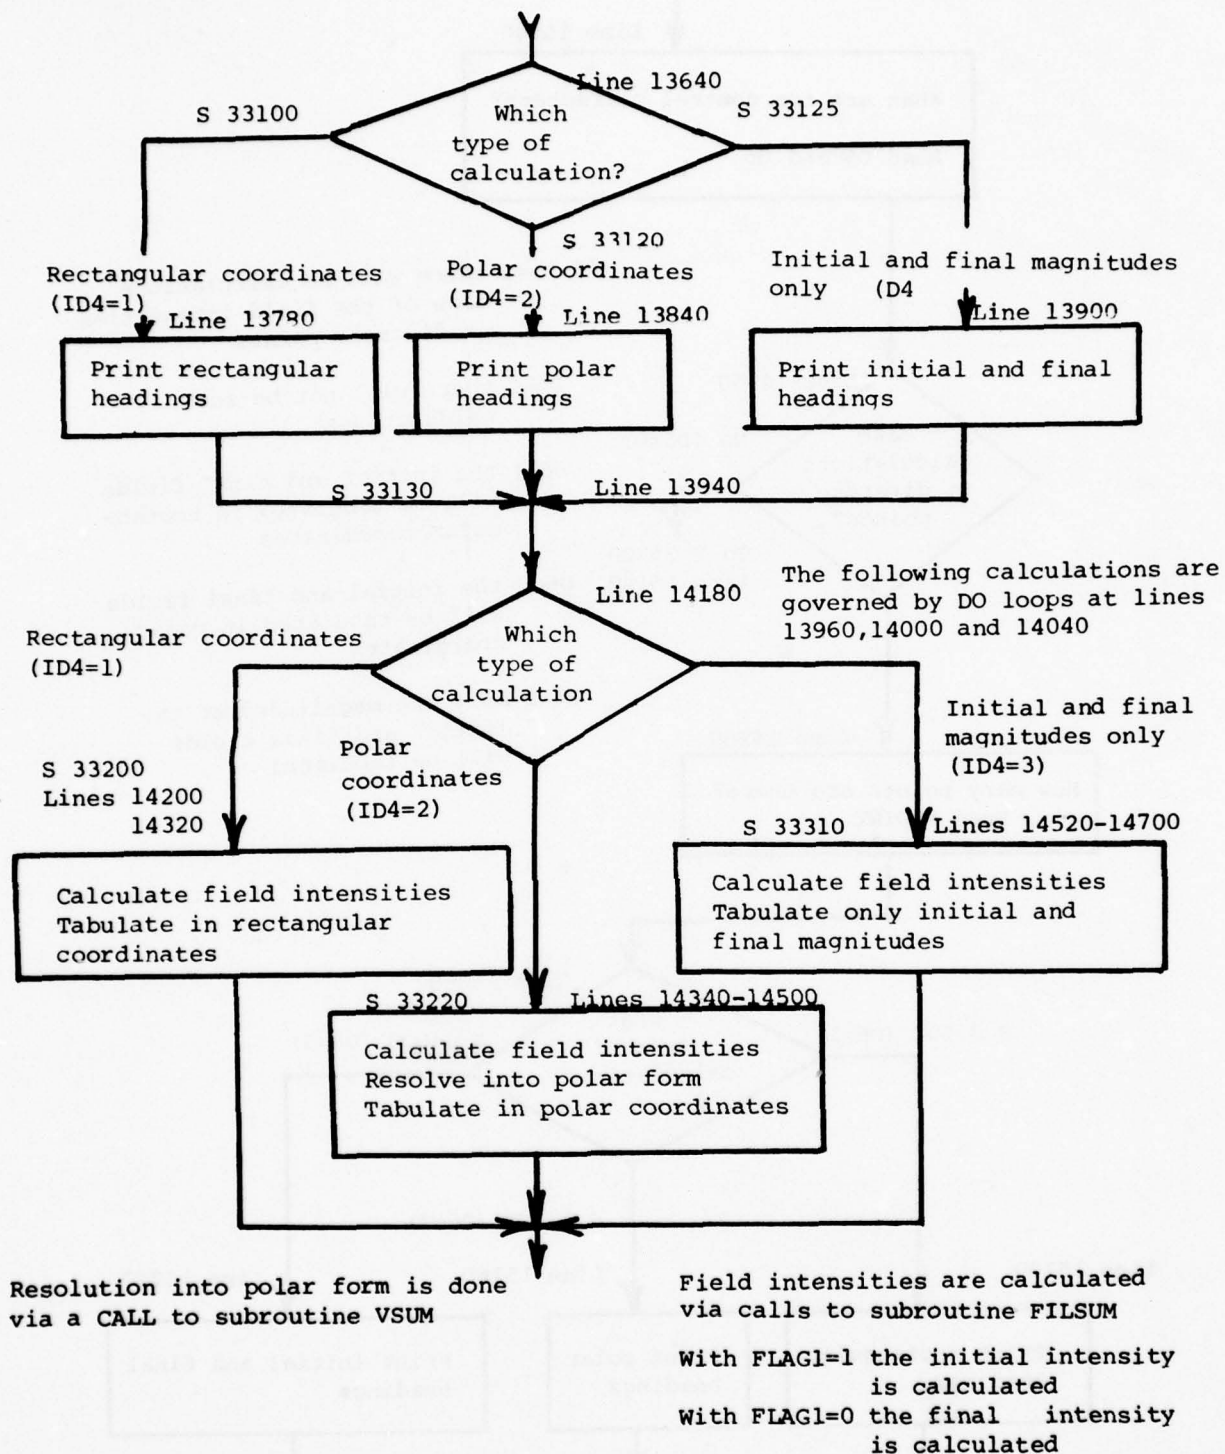 Line 13640
S 33100
S 33125
Which
type of
calculation?
S 33120
Rectangular coordinates
(ID4=1)
Polar coordinates
(ID4=2)
Initial and final magnitudes
only (D4
Line 13780
Line 13840
Line 13900
Print rectangular
headings
Print polar
headings
Print initial and final
headings
S 33130
Line 13940
Line 14180
The following calculations are
governed by DO loops at lines
13960,14000 and 14040
Rectangular coordinates
(ID4=1)
Which
type of
calculation
Initial and final
magnitudes only
(ID4=3)
Polar
coordinates
(ID4=2)
S 33200
Lines 14200
14320
S 33310
Lines 14520-14700
Calculate field intensities
Tabulate in rectangular
coordinates
Calculate field intensities
Tabulate only initial and
final magnitudes
S 33220
Lines 14340-14500
Calculate field intensities
Resolve into polar form
Tabulate in polar coordinates
Resolution into polar form is done
via a CALL to subroutine VSUM
Field intensities are calculated
via calls to subroutine FILSUM
With FLAG1=1 the initial intensity
is calculated
With FLAG1=0 the final intensity
is calculated